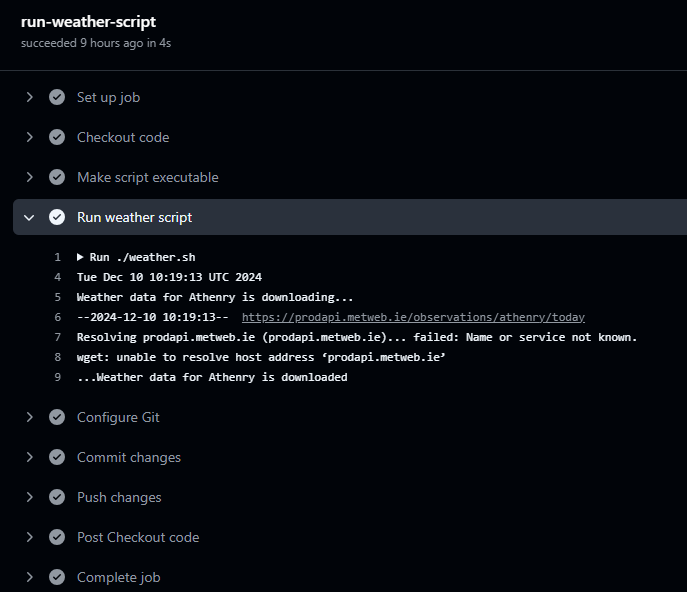 run-weather-script
succeeded 9 hours ago in 4s
Set up job
Checkout code
Make script executable
Run weather script
1 Run ./weather.sh
4 Tue Dec 10 10:19:13 UTC 2024
5 Weather data for Athenry is downloading...
6 --2024-12-10 10:19:13-- https://prodapi.metweb.ie/observations/athenry/today
7 Resolving prodapi.metweb.ie (prodapi.metweb.ie)... failed: Name or service not known.
8 wget: unable to resolve host address ‘prodapi.metweb.ie’
9 ...Weather data for Athenry is downloaded
Configure Git
Commit changes
Push changes
Post Checkout code
Complete job